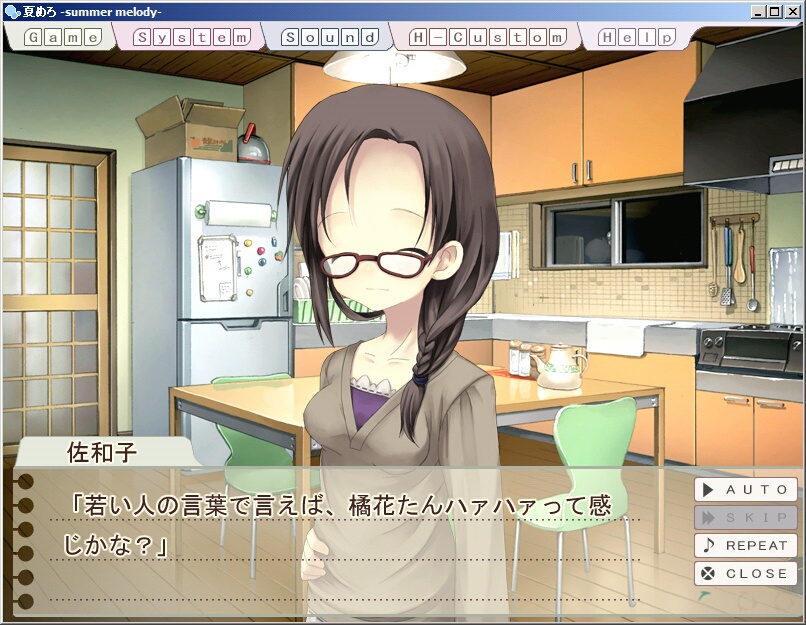 夏めろ -summer melody-
Game System Sound H-Custom Help
佐和子
「若い人の言葉で言えば、橘花たんハァハァって感
じかな？」
AUTO
SKIP
REPEAT
CLOSE